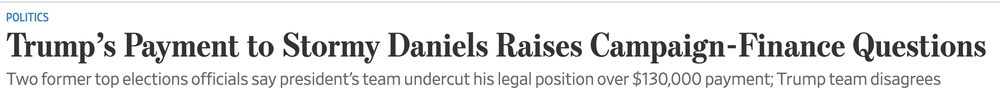 POLITICS
Trump’s Payment to Stormy Daniels Raises Campaign-Finance Questions
Two former top elections officials say president’s team undercut his legal position over $130,000 payment; Trump team disagrees